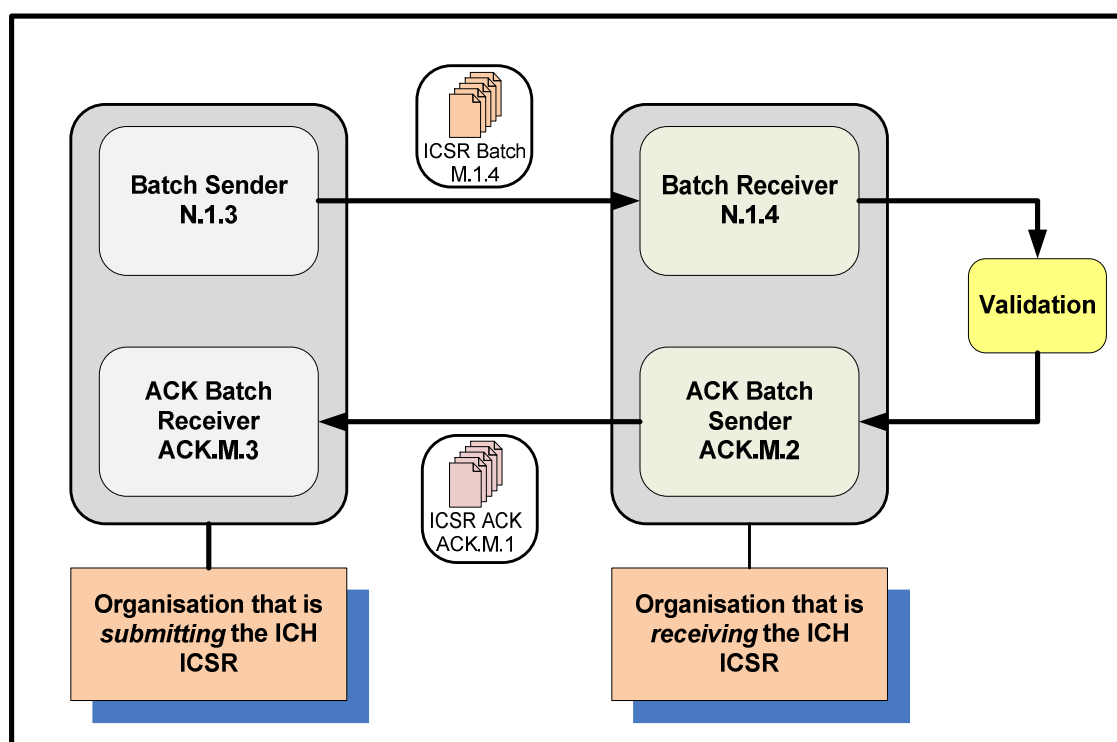 ICSR Batch
M.1.4
Batch Sender
N.1.3
Batch Receiver
N.1.4
Validation
ACK Batch
Receiver
ACK.M.3
ACK Batch
Sender
ACK.M.2
ICSR ACK
ACK.M.1
Organisation that is
submitting the ICH
ICSR
Organisation that is
receiving the ICH
ICSR